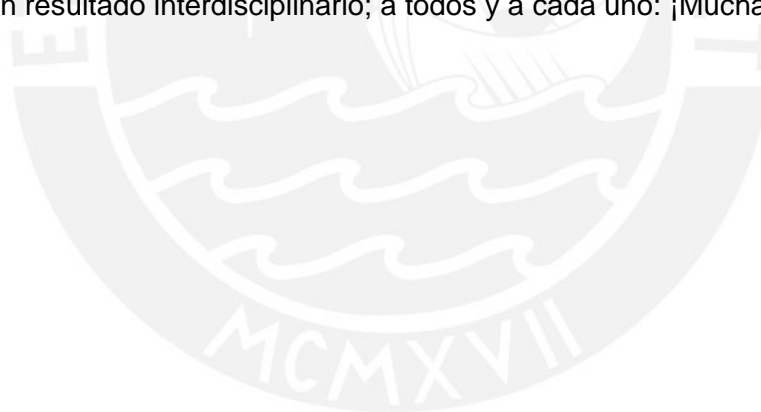 n resultado interdisciplinario; a todos y a cada uno: ¡Mucha
E T
MCMXVII